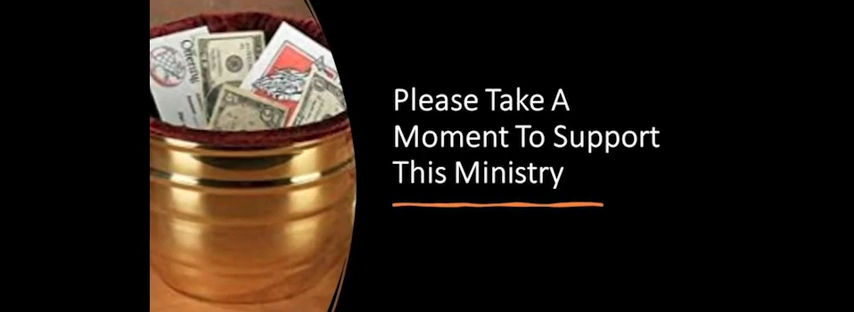 Offering
Please Take A
Moment To Support
This Ministry